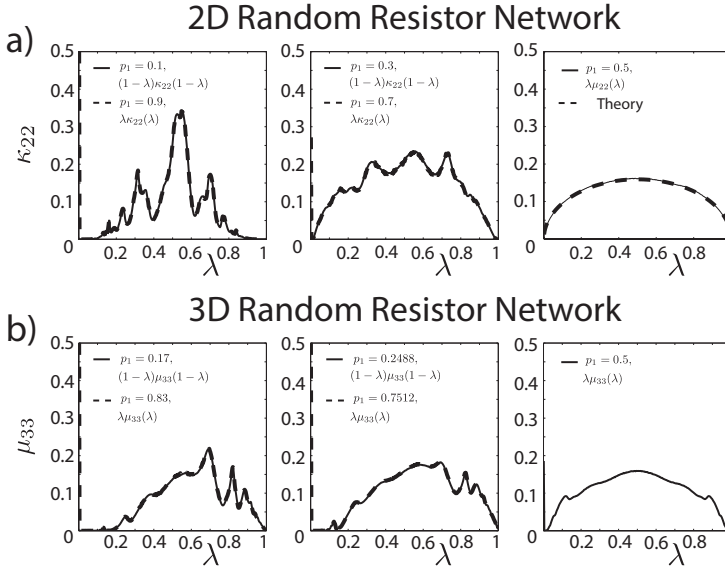 2D Random Resistor Network
a)
κ₂₂
0.5
0.4
0.3
0.2
0.1
0
p₁ = 0.1,
(1−λ)κ₂₂(1−λ)
p₁ = 0.9,
λκ₂₂(λ)
0.2 0.4 0.6 0.8 1
λ
0.5
0.4
0.3
0.2
0.1
0
p₁ = 0.3,
(1−λ)κ₂₂(1−λ)
p₁ = 0.7,
λκ₂₂(λ)
0.2 0.4 0.6 0.8 1
λ
0.5
0.4
0.3
0.2
0.1
0
p₁ = 0.5,
λμ₂₂(λ)
Theory
0.2 0.4 0.6 0.8 1
λ
3D Random Resistor Network
b)
μ₃₃
0.5
0.4
0.3
0.2
0.1
0
p₁ = 0.17,
(1−λ)μ₃₃(1−λ)
p₁ = 0.83,
λμ₃₃(λ)
0.2 0.4 0.6 0.8 1
λ
0.5
0.4
0.3
0.2
0.1
0
p₁ = 0.2488,
(1−λ)μ₃₃(1−λ)
p₁ = 0.7512,
λμ₃₃(λ)
0.2 0.4 0.6 0.8 1
λ
0.5
0.4
0.3
0.2
0.1
0
p₁ = 0.5,
λμ₃₃(λ)
0.2 0.4 0.6 0.8 1
λ